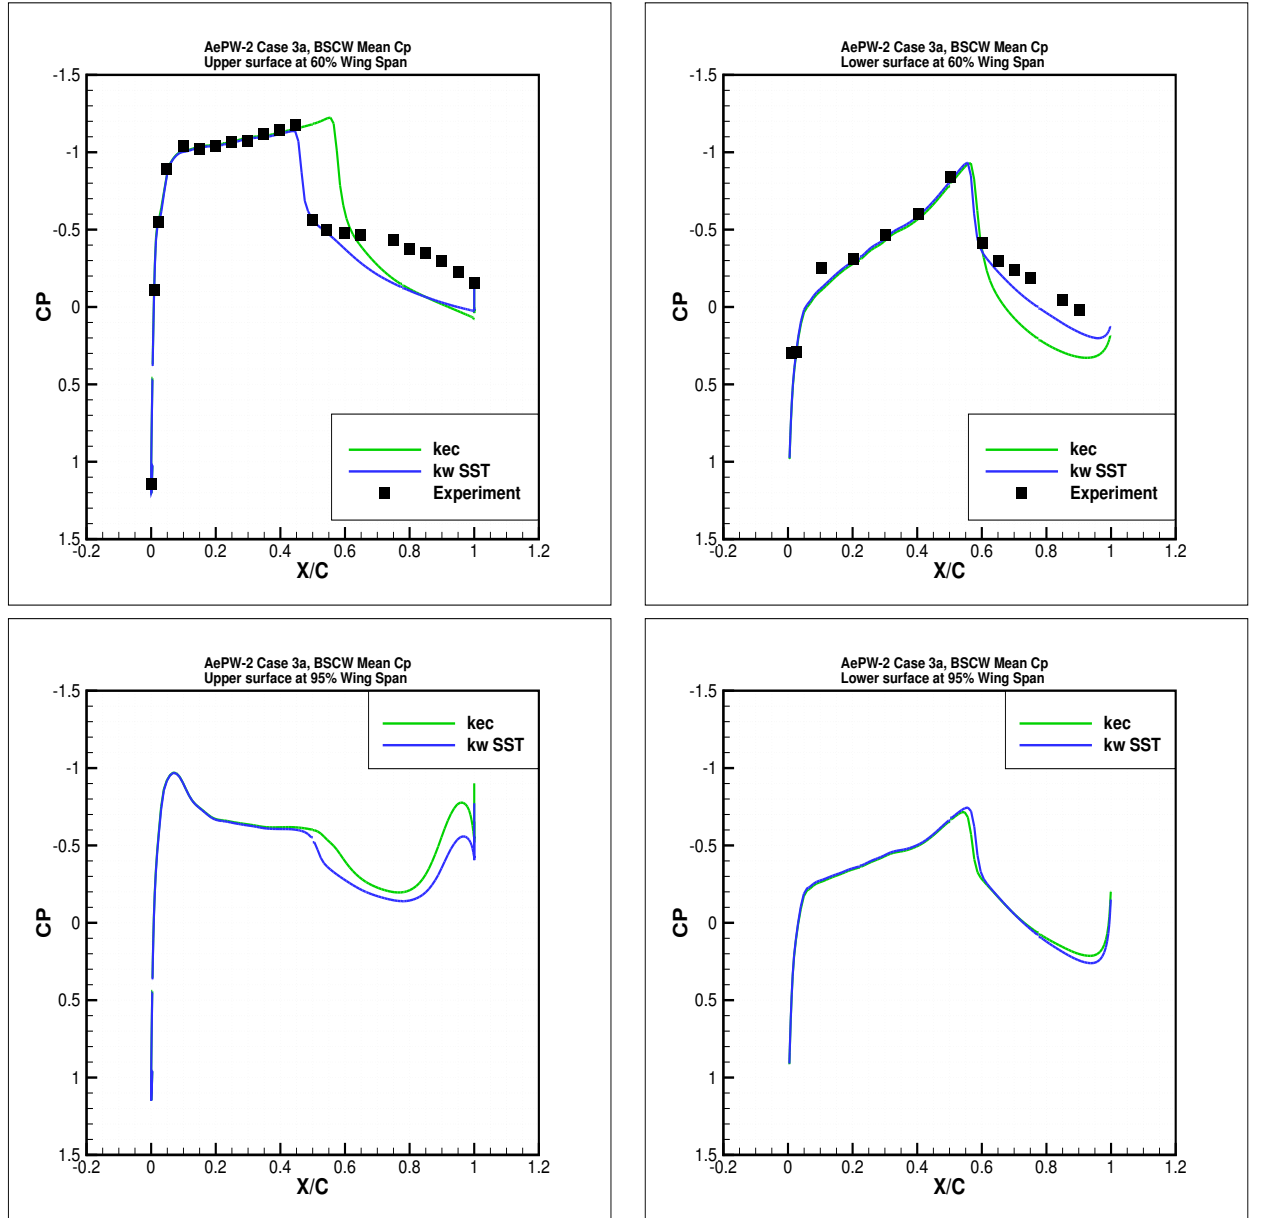 AePW-2 Case 3a, BSCW Mean Cp
Upper surface at 60% Wing Span
-1.5
-1
-0.5
0
0.5
1
1.5
CP
-0.2 0 0.2 0.4 0.6 0.8 1 1.2
X/C
kec
kw SST
Experiment
AePW-2 Case 3a, BSCW Mean Cp
Lower surface at 60% Wing Span
-1.5
-1
-0.5
0
0.5
1
1.5
CP
-0.2 0 0.2 0.4 0.6 0.8 1 1.2
X/C
kec
kw SST
Experiment
AePW-2 Case 3a, BSCW Mean Cp
Upper surface at 95% Wing Span
-1.5
-1
-0.5
0
0.5
1
1.5
CP
-0.2 0 0.2 0.4 0.6 0.8 1 1.2
X/C
kec
kw SST
AePW-2 Case 3a, BSCW Mean Cp
Lower surface at 95% Wing Span
-1.5
-1
-0.5
0
0.5
1
1.5
CP
-0.2 0 0.2 0.4 0.6 0.8 1 1.2
X/C
kec
kw SST